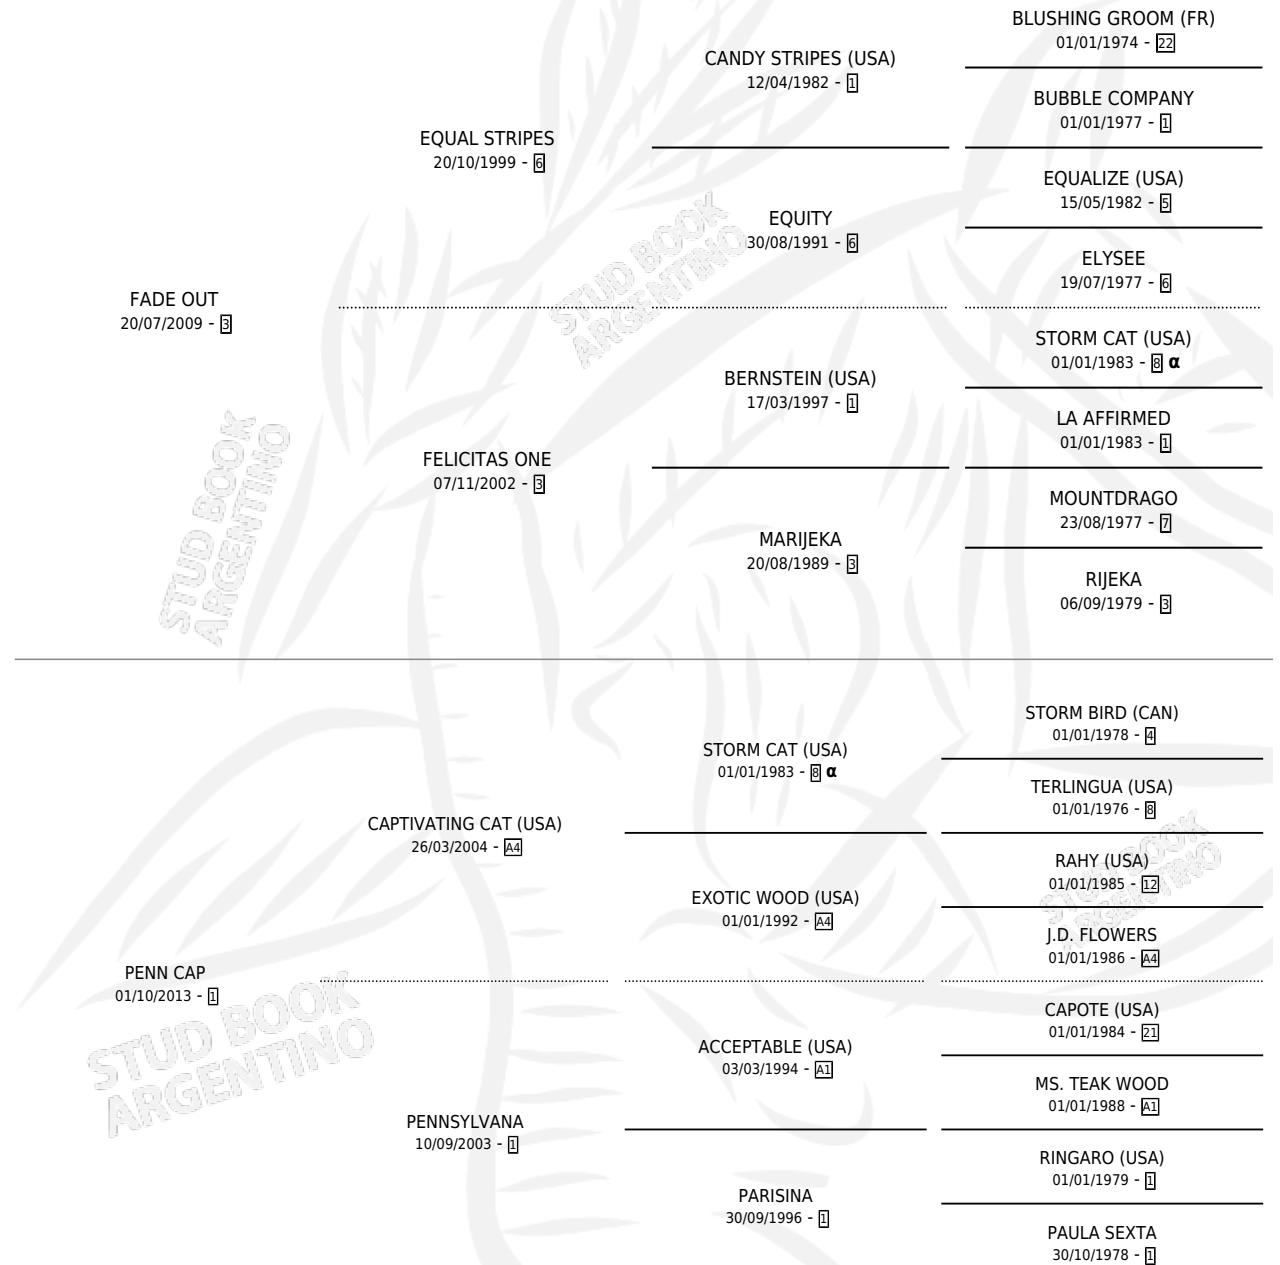 BLUSHING GROOM (FR)
01/01/1974 - 22
CANDY STRIPES (USA)
12/04/1982 - 1
BUBBLE COMPANY
01/01/1977 - 1
EQUAL STRIPES
20/10/1999 - 6
EQUALIZE (USA)
15/05/1982 - 5
EQUITY
30/08/1991 - 6
ELYSEE
19/07/1977 - 6
FADE OUT
20/07/2009 - 3
STORM CAT (USA)
01/01/1983 - 8 α
BERNSTEIN (USA)
17/03/1997 - 1
LA AFFIRMED
01/01/1983 - 1
FELICITAS ONE
07/11/2002 - 3
MOUNTDRAGO
23/08/1977 - 7
MARIJEKA
20/08/1989 - 3
RIJEKA
06/09/1979 - 3
STORM BIRD (CAN)
01/01/1978 - 4
STORM CAT (USA)
01/01/1983 - 8 α
TERLINGUA (USA)
01/01/1976 - 8
CAPTIVATING CAT (USA)
26/03/2004 - A4
RAHY (USA)
01/01/1985 - 12
EXOTIC WOOD (USA)
01/01/1992 - A4
J.D. FLOWERS
01/01/1986 - A4
PENN CAP
01/10/2013 - 1
CAPOTE (USA)
01/01/1984 - 21
ACCEPTABLE (USA)
03/03/1994 - A1
MS. TEAK WOOD
01/01/1988 - A1
PENNSYLVANA
10/09/2003 - 1
RINGARO (USA)
01/01/1979 - 1
PARISINA
30/09/1996 - 1
PAULA SEXTA
30/10/1978 - 1
STUD BOOK
ARGENTINO
STUD BOOK
ARGENTINO
STUD BOOK
ARGENTINO
STUD BOOK
ARGENTINO